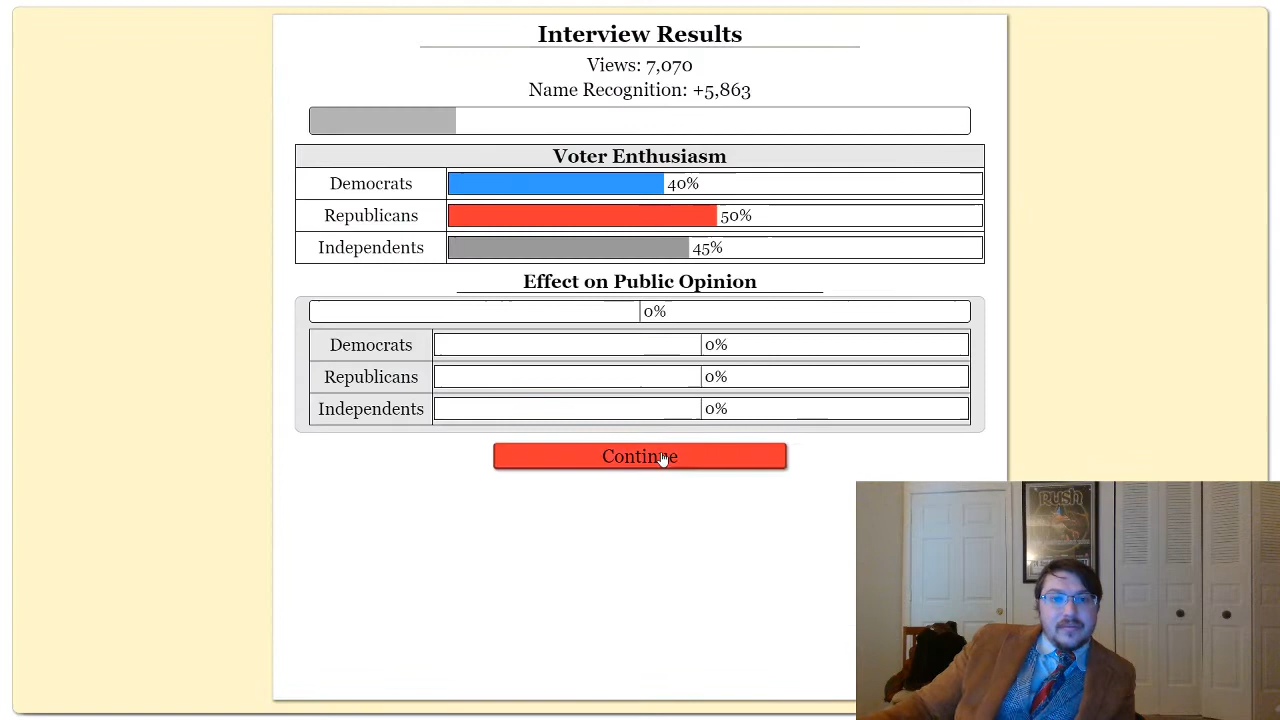 Interview Results
Views: 7,070
Name Recognition: +5,863
Voter Enthusiasm
Democrats 40%
Republicans 50%
Independents 45%
Effect on Public Opinion
0%
Democrats 0%
Republicans 0%
Independents 0%
Continue
RUSH